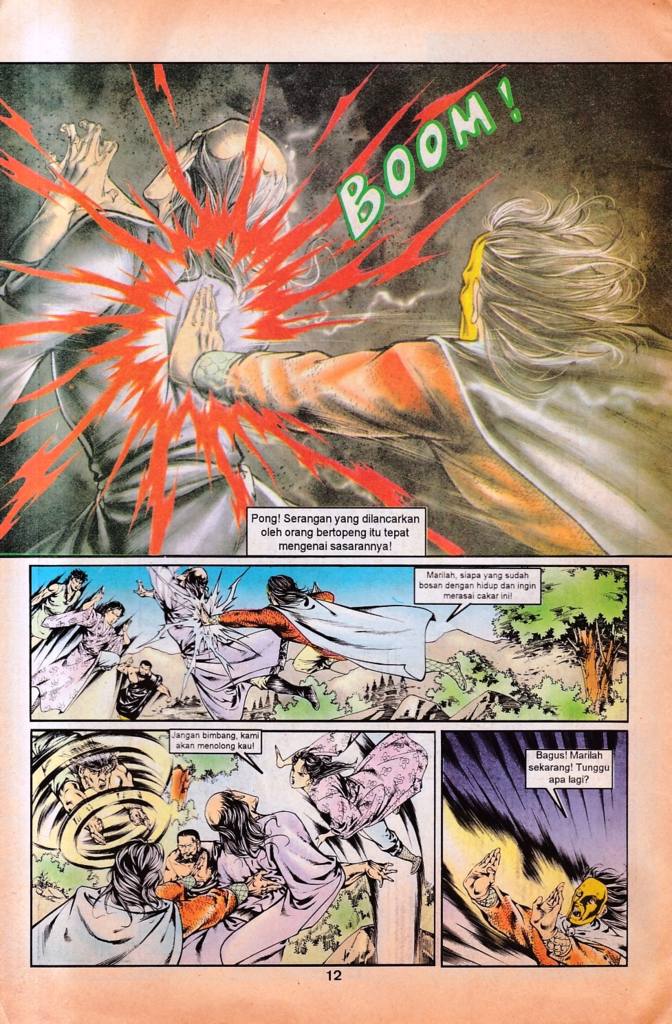 BOOM!
Pong! Serangan yang dilancarkan
oleh orang bertopeng itu tepat
mengenai sasarannya!
Marilah, siapa yang sudah
bosan dengan hidup dan ingin
merasai cakar ini!
Jangan bimbang, kami
akan menolong kau!
Bagus! Marilah
sekarang! Tunggu
apa lagi?
12